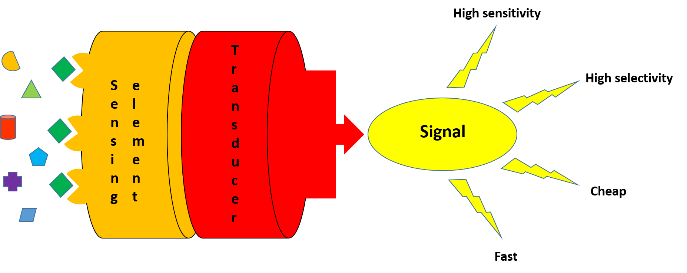 Sensing
element
Transducer
Signal
High sensitivity
High selectivity
Cheap
Fast